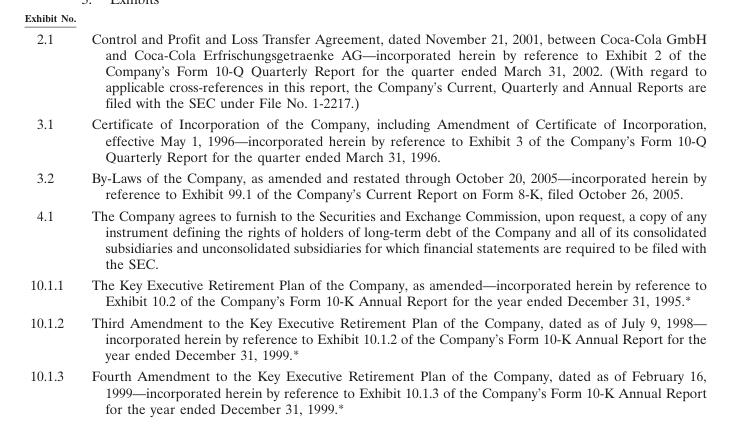 3. Exhibits
Exhibit No.
2.1 Control and Profit and Loss Transfer Agreement, dated November 21, 2001, between Coca-Cola GmbH
and Coca-Cola Erfrischungsgetraenke AG—incorporated herein by reference to Exhibit 2 of the
Company's Form 10-Q Quarterly Report for the quarter ended March 31, 2002. (With regard to
applicable cross-references in this report, the Company's Current, Quarterly and Annual Reports are
filed with the SEC under File No. 1-2217.)
3.1 Certificate of Incorporation of the Company, including Amendment of Certificate of Incorporation,
effective May 1, 1996—incorporated herein by reference to Exhibit 3 of the Company's Form 10-Q
Quarterly Report for the quarter ended March 31, 1996.
3.2 By-Laws of the Company, as amended and restated through October 20, 2005—incorporated herein by
reference to Exhibit 99.1 of the Company's Current Report on Form 8-K, filed October 26, 2005.
4.1 The Company agrees to furnish to the Securities and Exchange Commission, upon request, a copy of any
instrument defining the rights of holders of long-term debt of the Company and all of its consolidated
subsidiaries and unconsolidated subsidiaries for which financial statements are required to be filed with
the SEC.
10.1.1 The Key Executive Retirement Plan of the Company, as amended—incorporated herein by reference to
Exhibit 10.2 of the Company's Form 10-K Annual Report for the year ended December 31, 1995.*
10.1.2 Third Amendment to the Key Executive Retirement Plan of the Company, dated as of July 9, 1998—
incorporated herein by reference to Exhibit 10.1.2 of the Company's Form 10-K Annual Report for the
year ended December 31, 1999.*
10.1.3 Fourth Amendment to the Key Executive Retirement Plan of the Company, dated as of February 16,
1999—incorporated herein by reference to Exhibit 10.1.3 of the Company's Form 10-K Annual Report
for the year ended December 31, 1999.*